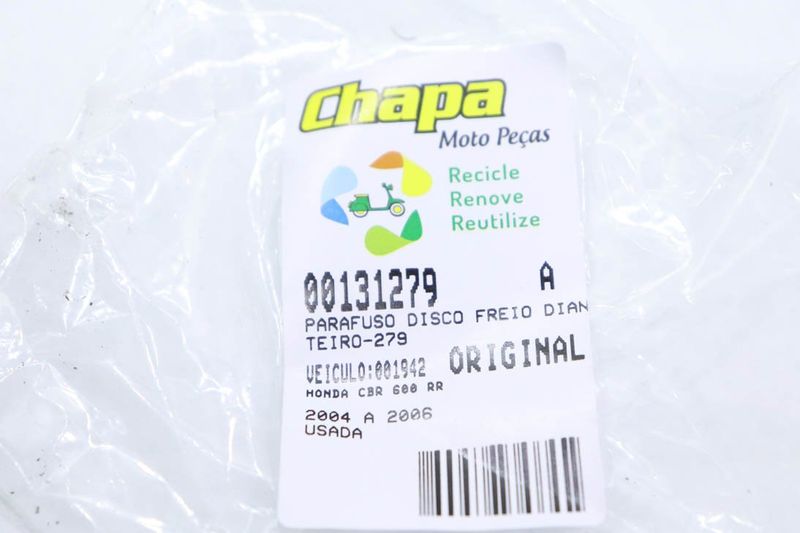 Chapa
Moto Peças
Recicle
Renove
Reutilize
00131279 A
PARAFUSO DISCO FREIO DIAN
TEIRO-279
VEICULO:001942 ORIGINAL
HONDA CBR 600 RR
2004 A 2006
USADA